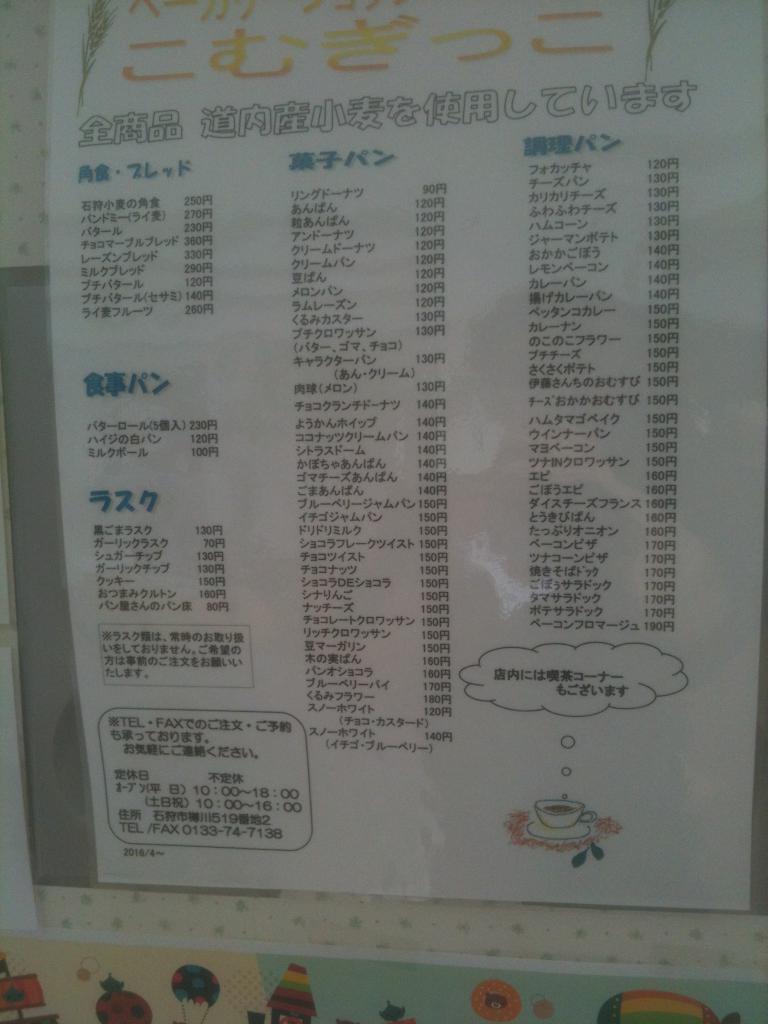 ベーカリーショップ
こむぎっこ
全商品 道内産小麦を使用しています
角食・ブレッド
石狩小麦の角食 250円
パンドミー(ライ麦) 270円
バタール 230円
チョコマーブルブレッド 360円
レーズンブレッド 330円
ミルクブレッド 290円
プチバタール 120円
プチバタール(セサミ) 140円
ライ麦フルーツ 260円
食事パン
バターロール(5個入) 230円
ハイジの白パン 120円
ミルクボール 100円
ラスク
黒ごまラスク 130円
ガーリックラスク 70円
シュガーチップ 130円
ガーリックチップ 130円
クッキー 150円
おつまみクルトン 160円
パン屋さんのパン床 80円
※ラスク類は、常時のお取り扱
いをしておりません。ご希望の
方は事前のご注文をお願いい
たします。
※TEL・FAXでのご注文・ご予約
も承っております。
お気軽にご連絡ください。
定休日 不定休
オープン(平 日) 10:00～18:00
(土日祝) 10:00～16:00
住所 石狩市樽川519番地2
TEL/FAX 0133-74-7138
2016/4～
菓子パン
リングドーナツ 90円
あんぱん 120円
粒あんぱん 120円
アンドーナツ 120円
クリームドーナツ 120円
クリームパン 120円
豆ぱん 120円
メロンパン 120円
ラムレーズン 120円
くるみカスター 130円
プチクロワッサン 130円
(バター、ゴマ、チョコ)
キャラクターパン 130円
(あん・クリーム)
肉球(メロン) 130円
チョコクランチドーナツ 140円
ようかんホイップ 140円
ココナッツクリームパン 140円
シトラスドーム 140円
かぼちゃあんぱん 140円
ゴマチーズあんぱん 140円
ごまあんぱん 140円
ブルーベリージャムパン 150円
イチゴジャムパン 150円
ドリドリミルク 150円
ショコラフレークツイスト 150円
チョコツイスト 150円
チョコナッツ 150円
ショコラDEショコラ 150円
シナりんご 150円
ナッチーズ 150円
チョコレートクロワッサン 150円
リッチクロワッサン 150円
豆マーガリン 150円
木の実ぱん 160円
パンオショコラ 160円
ブルーベリーパイ 170円
くるみフラワー 180円
スノーホワイト 120円
(チョコ・カスタード)
スノーホワイト 140円
(イチゴ・ブルーベリー)
調理パン
フォカッチャ 120円
チーズパン 130円
カリカリチーズ 130円
ふわふわチーズ 130円
ハムコーン 130円
ジャーマンポテト 130円
おかかごぼう 140円
レモンベーコン 140円
カレーパン 140円
揚げカレーパン 140円
ペッタンコカレー 150円
カレーナン 150円
のこのこフラワー 150円
プチチーズ 150円
さくさくポテト 150円
伊藤さんちのおむすび 150円
チーズおかかおむすび 150円
ハムタマゴベイク 150円
ウインナーパン 150円
マヨベーコン 150円
ツナINクロワッサン 150円
エピ 160円
ごぼうエピ 160円
ダイスチーズフランス 160円
とうきびぱん 160円
たっぷりオニオン 160円
ベーコンピザ 170円
ツナコーンピザ 170円
焼きそばドック 170円
ごぼうサラドック 170円
タマサラドック 170円
ポテサラドック 170円
ベーコンフロマージュ 190円
店内には喫茶コーナー
もございます